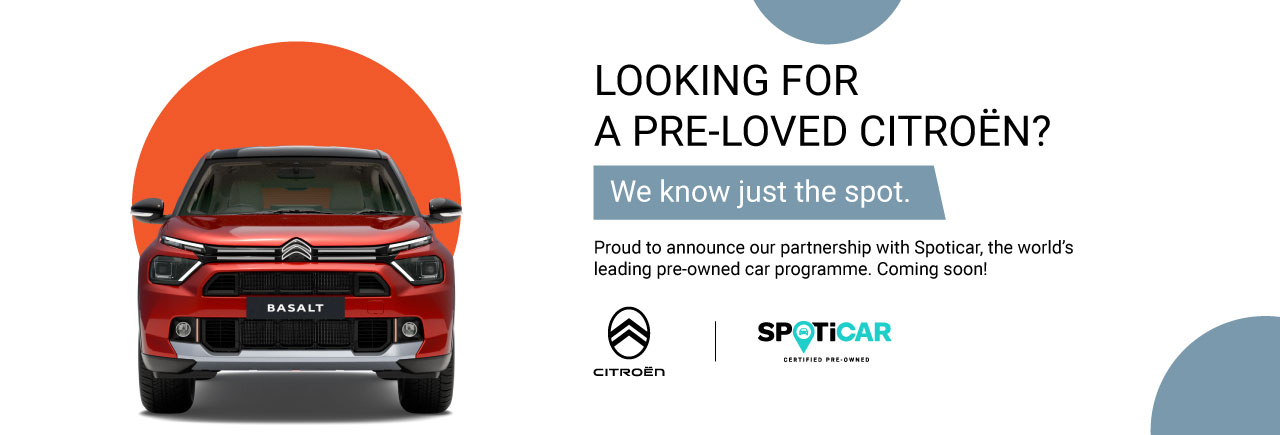 LOOKING FOR
A PRE-LOVED CITROËN?
We know just the spot.
Proud to announce our partnership with Spoticar, the world's
leading pre-owned car programme. Coming soon!
BASALT
CITROËN
SPOTiCAR
CERTIFIED PRE-OWNED